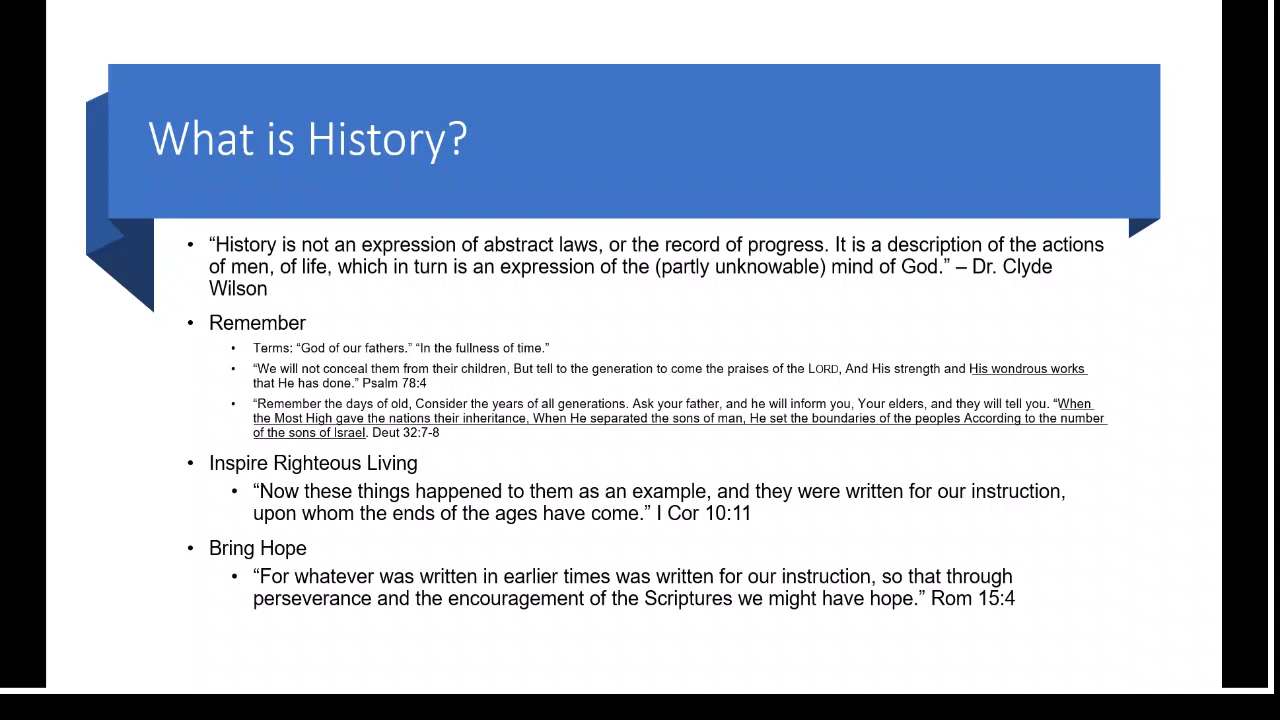 What is History?
• “History is not an expression of abstract laws, or the record of progress. It is a description of the actions
of men, of life, which in turn is an expression of the (partly unknowable) mind of God.” – Dr. Clyde
Wilson
• Remember
• Terms: “God of our fathers.” “In the fullness of time.”
• “We will not conceal them from their children, But tell to the generation to come the praises of the LORD, And His strength and His wondrous works
that He has done.” Psalm 78:4
• “Remember the days of old, Consider the years of all generations. Ask your father, and he will inform you, Your elders, and they will tell you. “When
the Most High gave the nations their inheritance, When He separated the sons of man, He set the boundaries of the peoples According to the number
of the sons of Israel. Deut 32:7-8
• Inspire Righteous Living
• “Now these things happened to them as an example, and they were written for our instruction,
upon whom the ends of the ages have come.” I Cor 10:11
• Bring Hope
• “For whatever was written in earlier times was written for our instruction, so that through
perseverance and the encouragement of the Scriptures we might have hope.” Rom 15:4